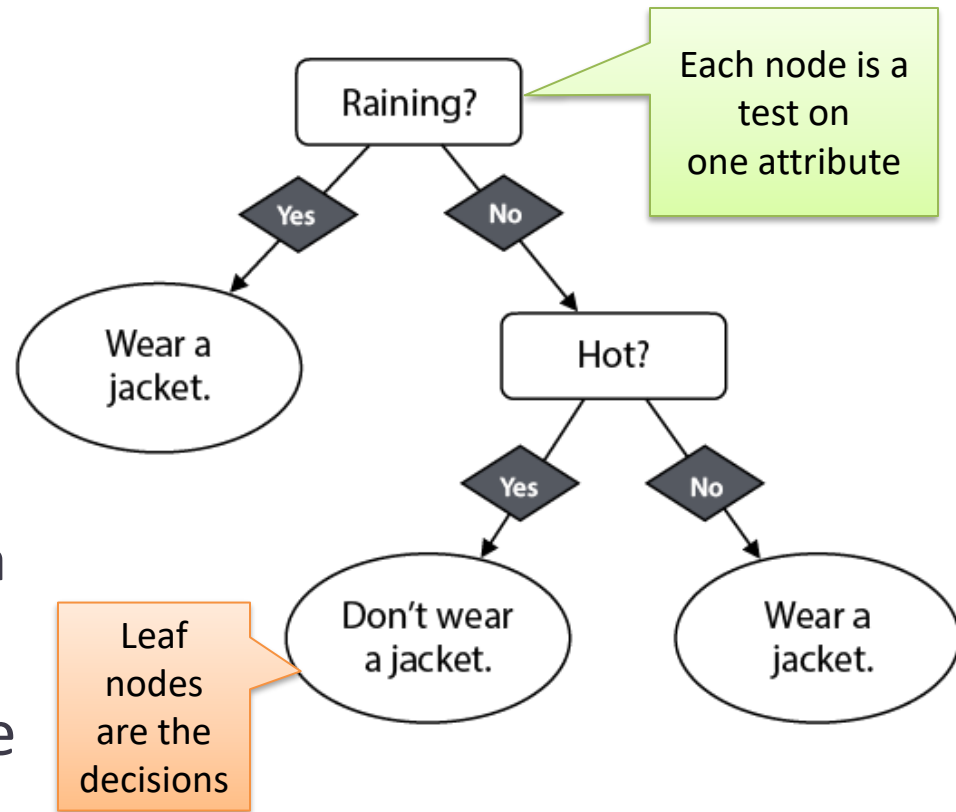 Raining?
Each node is a
test on
one attribute
Yes
No
Wear a
jacket.
Hot?
Yes
No
Leaf
nodes
are the
decisions
Don't wear
a jacket.
Wear a
jacket.